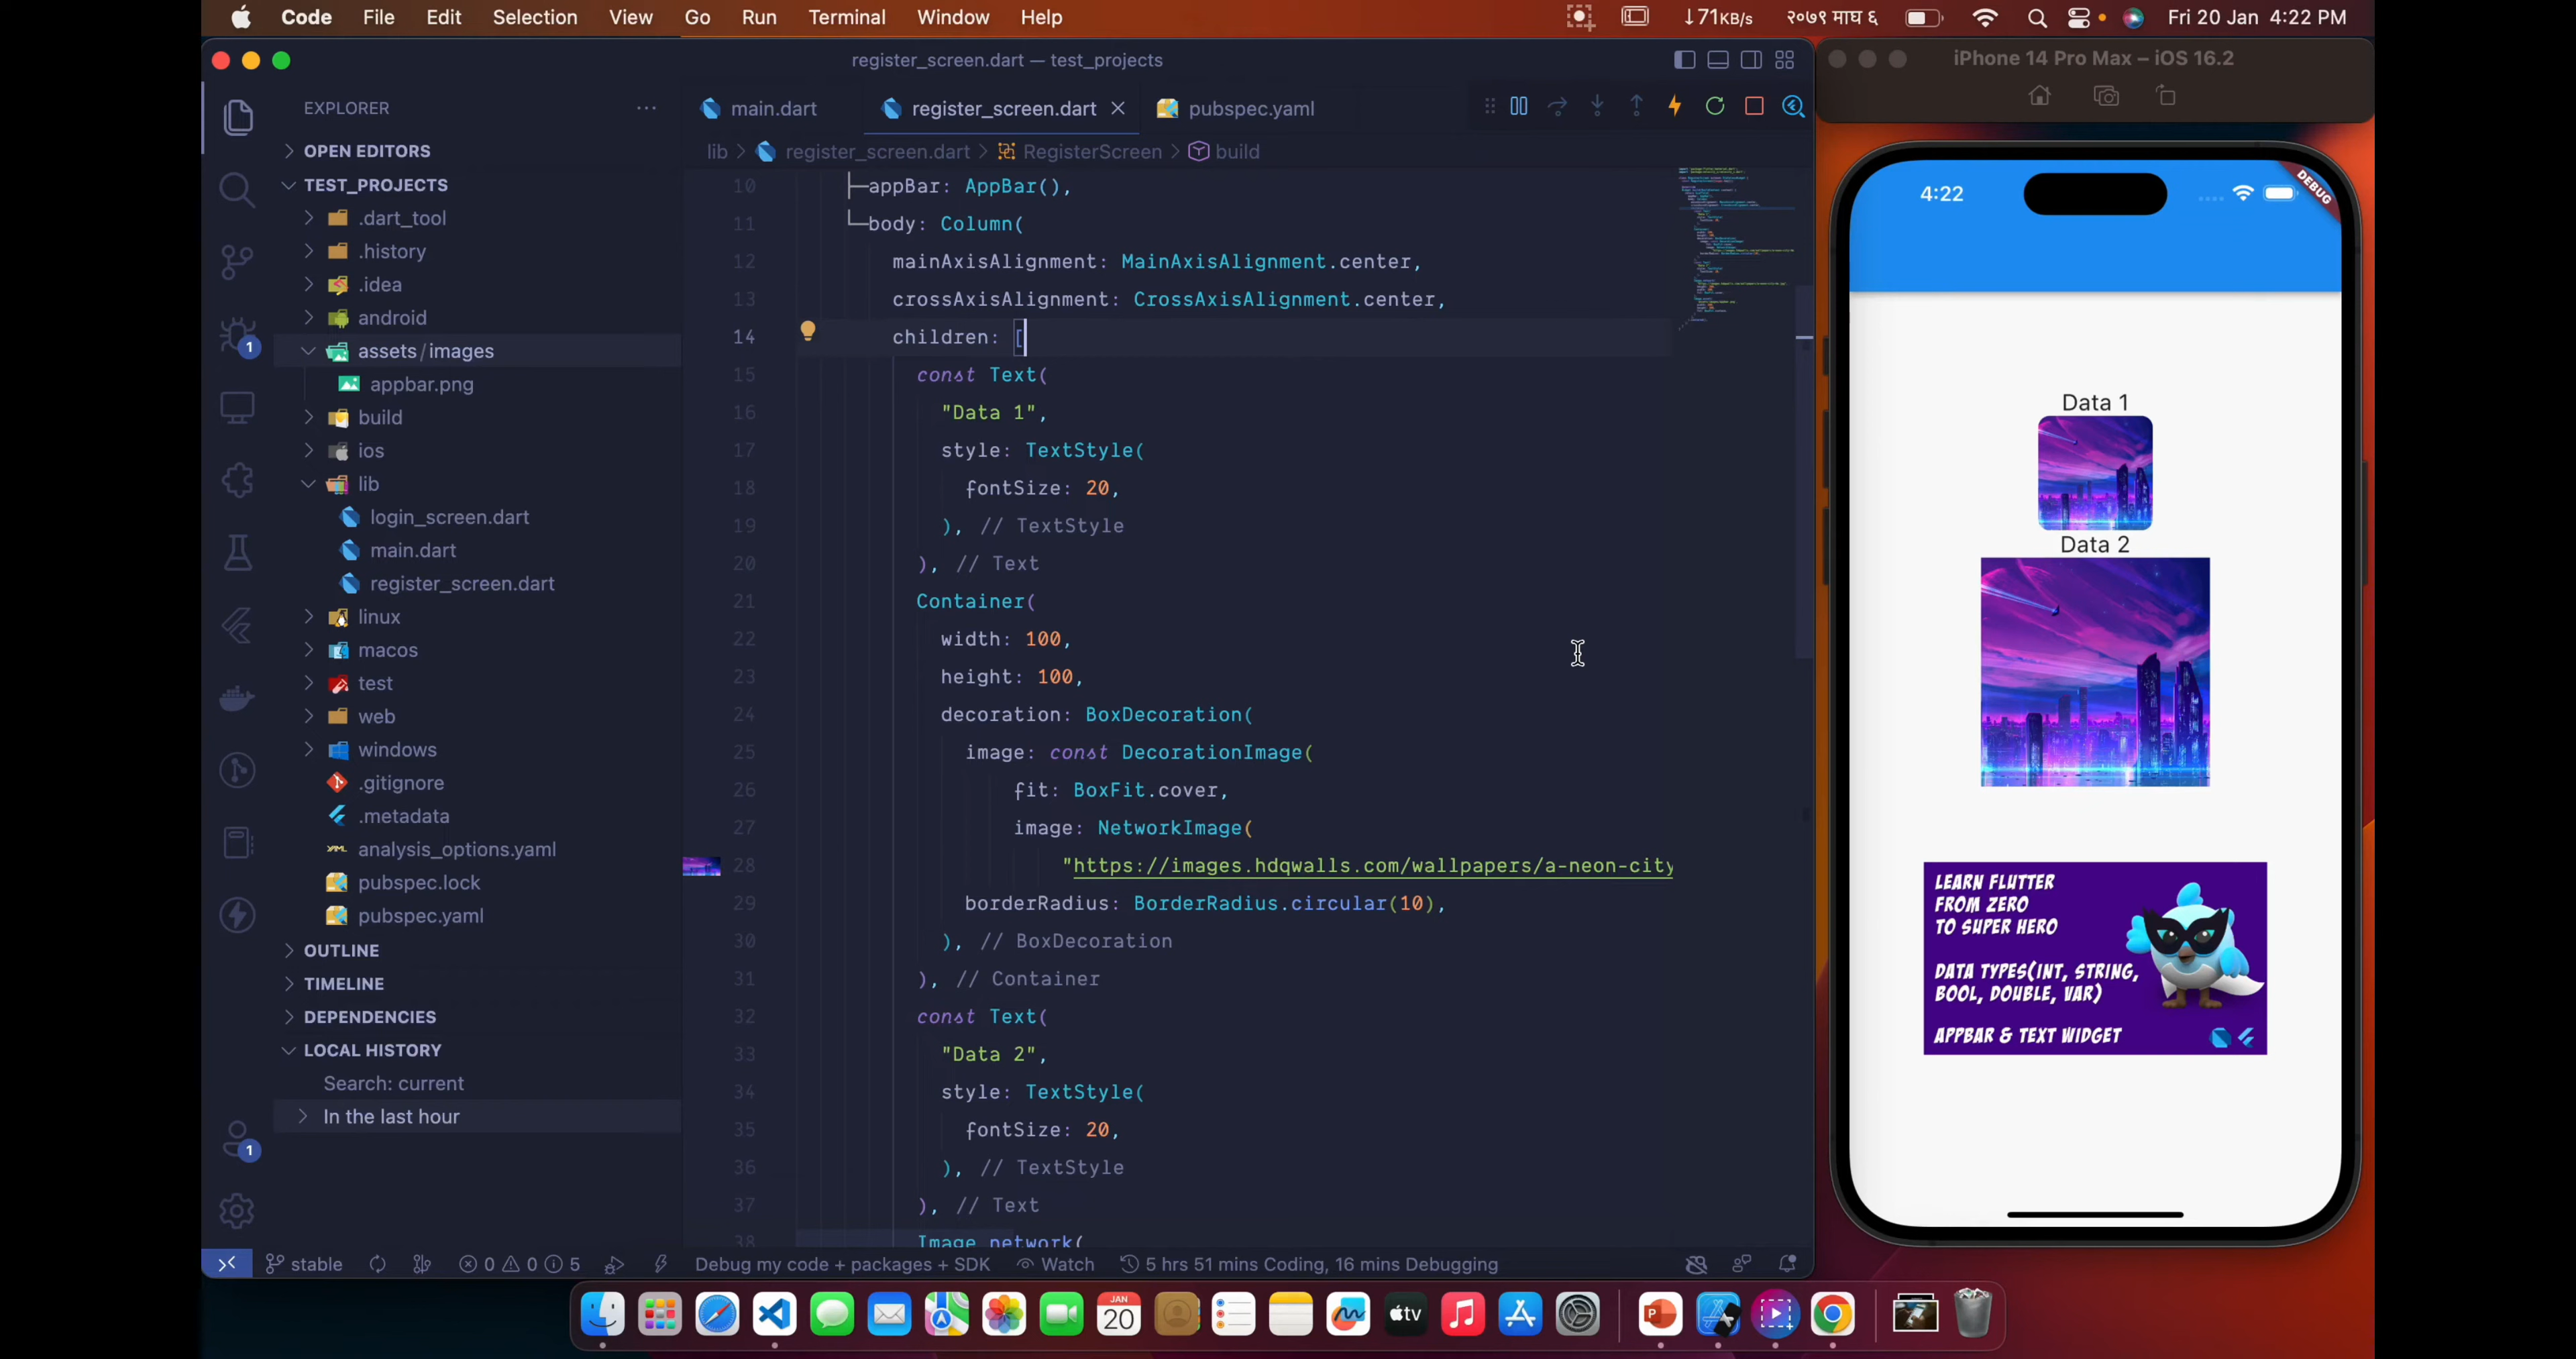 Code File Edit Selection View Go Run Terminal Window Help
↓71KB/s २०७९ माघ ६ Fri 20 Jan 4:22 PM
register_screen.dart — test_projects
EXPLORER
OPEN EDITORS
TEST_PROJECTS
.dart_tool
.history
.idea
android
assets/images
appbar.png
build
ios
lib
login_screen.dart
main.dart
register_screen.dart
linux
macos
test
web
windows
.gitignore
.metadata
analysis_options.yaml
pubspec.lock
pubspec.yaml
OUTLINE
TIMELINE
DEPENDENCIES
LOCAL HISTORY
Search: current
In the last hour
1
1
main.dart register_screen.dart pubspec.yaml
lib > register_screen.dart > RegisterScreen > build
10 appBar: AppBar(),
11 body: Column(
12 mainAxisAlignment: MainAxisAlignment.center,
13 crossAxisAlignment: CrossAxisAlignment.center,
14 children: [
15 const Text(
16 "Data 1",
17 style: TextStyle(
18 fontSize: 20,
19 ), // TextStyle
20 ), // Text
21 Container(
22 width: 100,
23 height: 100,
24 decoration: BoxDecoration(
25 image: const DecorationImage(
26 fit: BoxFit.cover,
27 image: NetworkImage(
28 "https://images.hdqwalls.com/wallpapers/a-neon-city
29 borderRadius: BorderRadius.circular(10),
30 ), // BoxDecoration
31 ), // Container
32 const Text(
33 "Data 2",
34 style: TextStyle(
35 fontSize: 20,
36 ), // TextStyle
37 ), // Text
38 Image.network(
stable 0 0 5 Debug my code + packages + SDK Watch 5 hrs 51 mins Coding, 16 mins Debugging
iPhone 14 Pro Max – iOS 16.2
4:22
DEBUG
Data 1
Data 2
LEARN FLUTTER
FROM ZERO
TO SUPER HERO
DATA TYPES(INT, STRING,
BOOL, DOUBLE, VAR)
APPBAR & TEXT WIDGET
JAN
20
tv
P